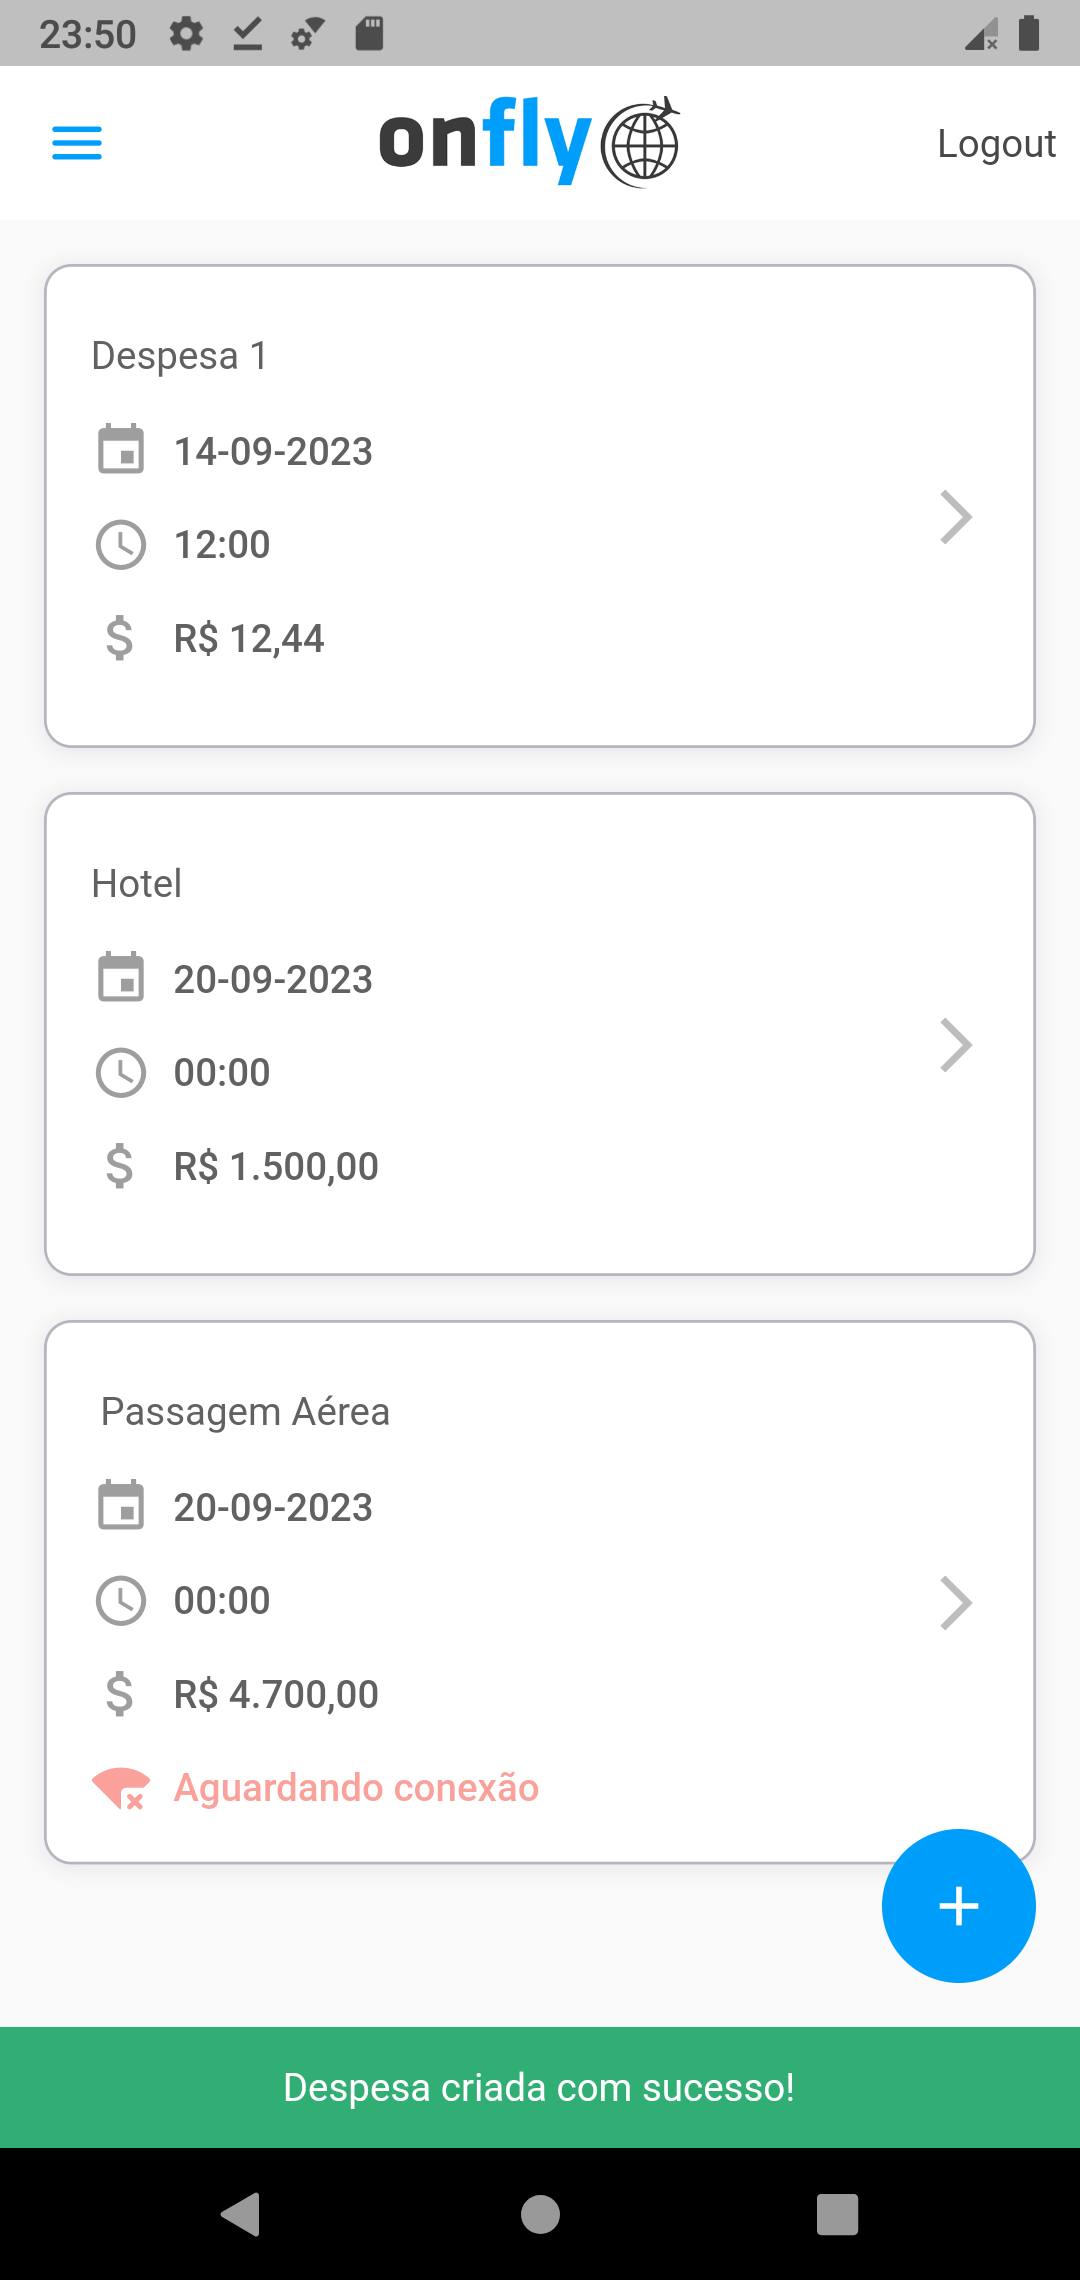 23:50
onfly
Logout
Despesa 1
14-09-2023
12:00
R$ 12,44
Hotel
20-09-2023
00:00
R$ 1.500,00
Passagem Aérea
20-09-2023
00:00
R$ 4.700,00
Aguardando conexão
Despesa criada com sucesso!